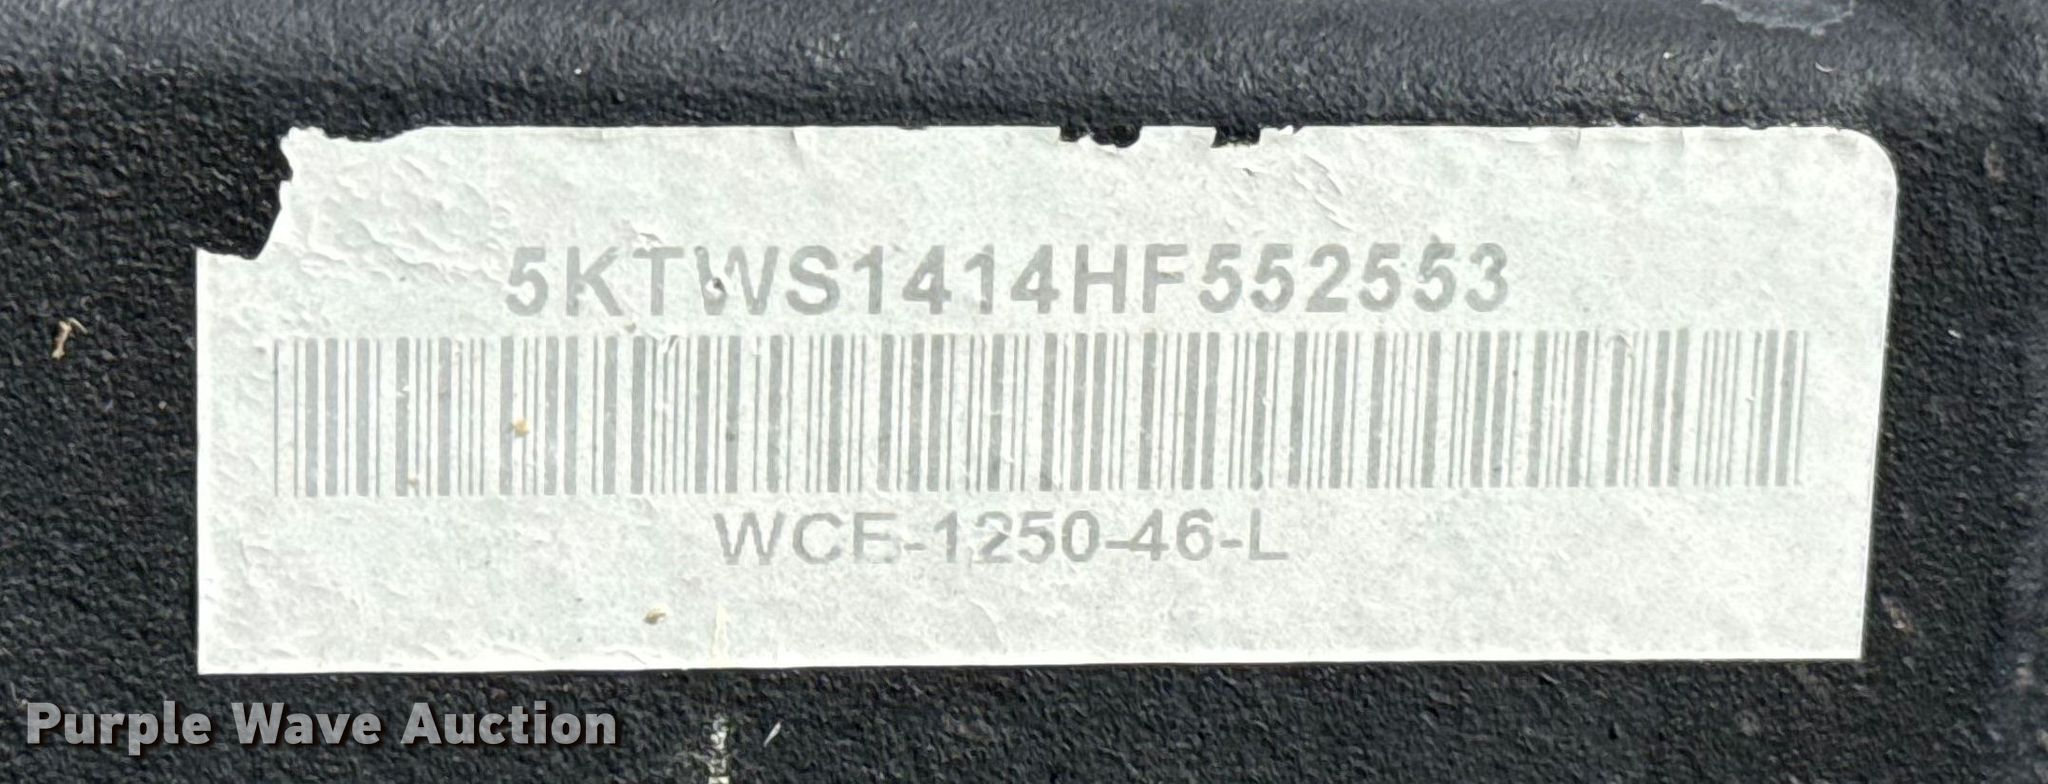 5KTWS1414HF552553
WCE-1250-46-L
Purple Wave Auction